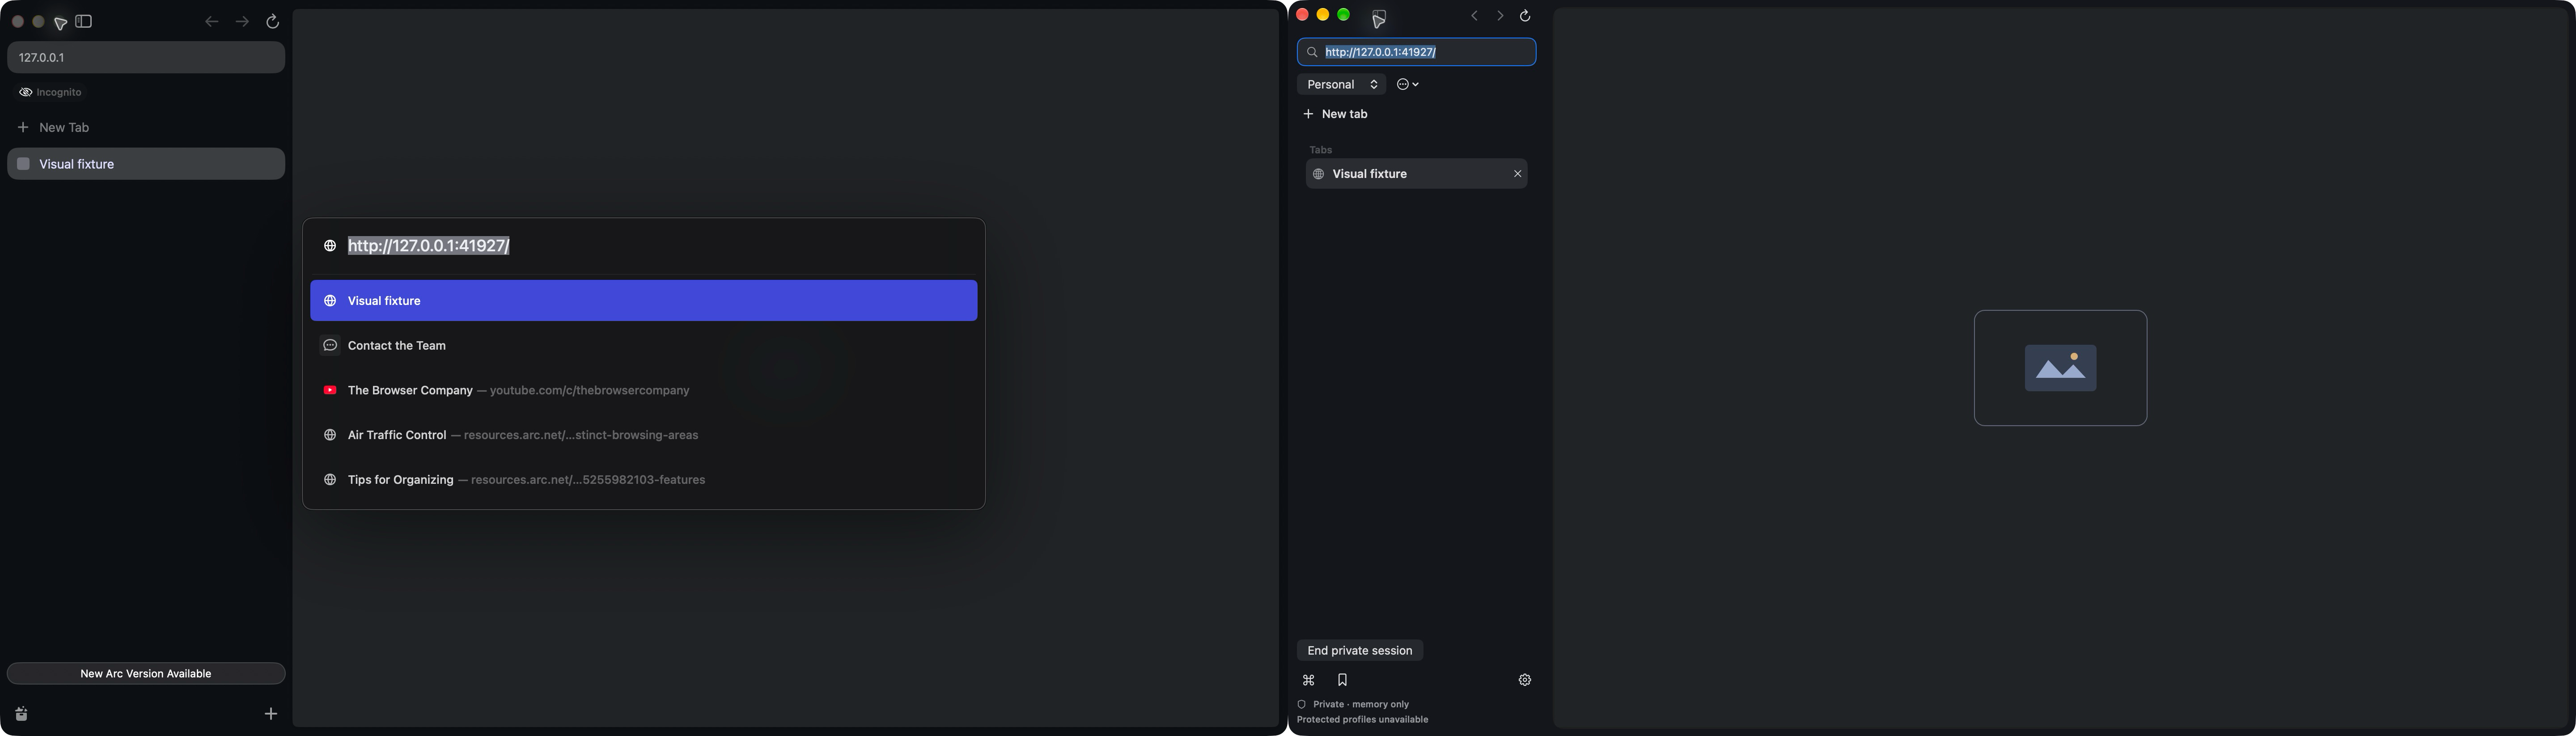 127.0.0.1
Incognito
New Tab
Visual fixture
http://127.0.0.1:41927/
Visual fixture
Contact the Team
The Browser Company — youtube.com/c/thebrowsercompany
Air Traffic Control — resources.arc.net/...stinct-browsing-areas
Tips for Organizing — resources.arc.net/...5255982103-features
New Arc Version Available
http://127.0.0.1:41927/
Personal
New tab
Tabs
Visual fixture
End private session
Private · memory only
Protected profiles unavailable